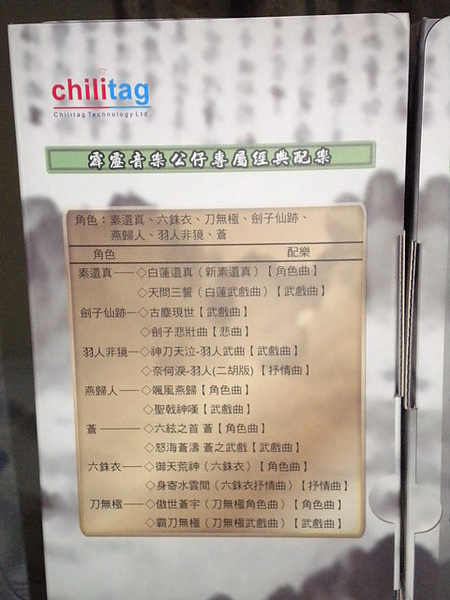 chilitag
Chilitag Technology Ltd.
霹靂音樂公仔專屬經典配樂
角色：素還真、六銖衣、刀無極、劍子仙跡、
燕歸人、羽人非獍、蒼
角色 配樂
素還真──◇白蓮還真（新素還真）【角色曲】
◇天問三誓（白蓮武戲曲）【武戲曲】
劍子仙跡─◇古塵現世【武戲曲】
◇劍子悲壯曲【悲曲】
羽人非獍─◇神刀天泣-羽人武曲【武戲曲】
◇奈何淚-羽人(二胡版)【抒情曲】
燕歸人──◇颯風燕歸【角色曲】
◇聖戟神嘆【武戲曲】
蒼────◇六絃之首 蒼【角色曲】
◇怒海蒼濤 蒼之武戲【武戲曲】
六銖衣──◇御天荒神（六銖衣）【角色曲】
◇身寄水雲間（六銖衣抒情曲）【抒情曲】
刀無極──◇傲世蒼宇（刀無極角色曲）【角色曲】
◇霸刀無極（刀無極武戲曲）【武戲曲】